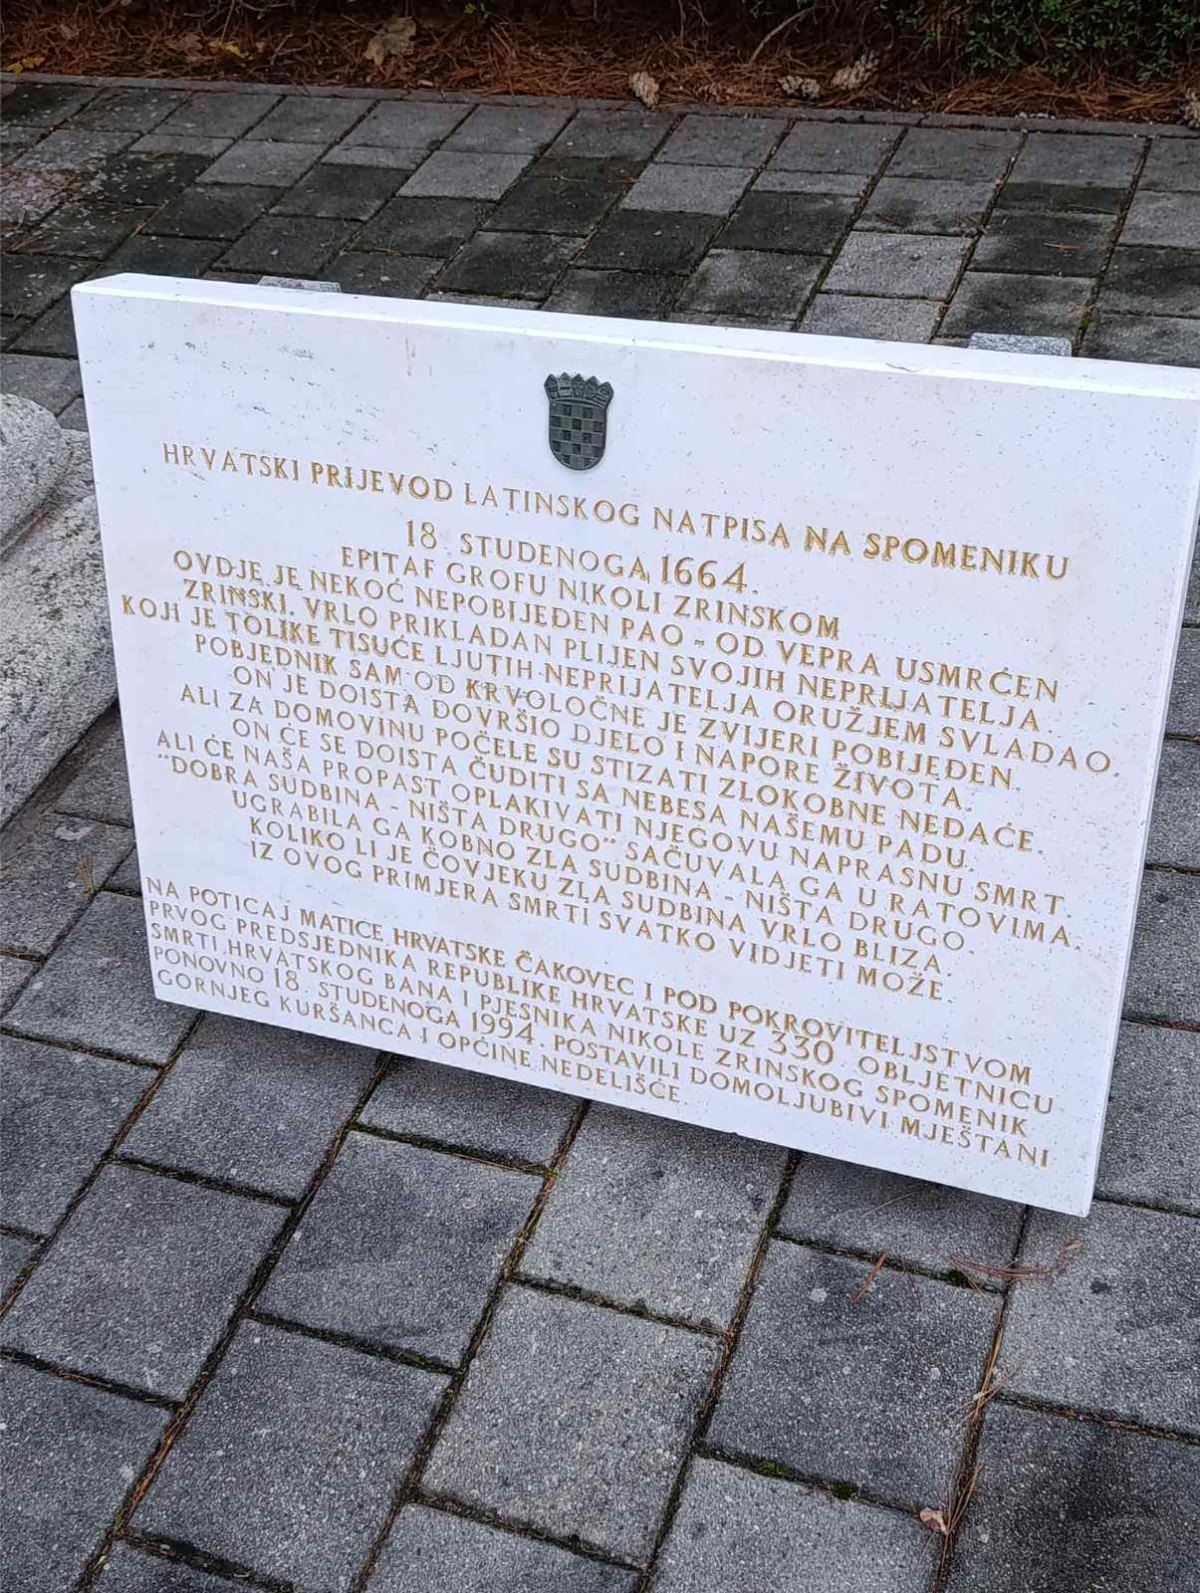 HRVATSKI PRIJEVOD LATINSKOG NATPISA NA SPOMENIKU
18. STUDENOGA 1664.
EPITAF GROFU NIKOLI ZRINSKOM
OVDJE JE NEKOĆ NEPOBIJEĐEN PAO - OD VEPRA USMRĆEN
ZRINSKI. VRLO PRIKLADAN PLIJEN SVOJIH NEPRIJATELJA
KOJI JE TOLIKE TISUĆE LJUTIH NEPRIJATELJA ORUŽJEM SVLADAO.
POBJEDNIK SAM OD KRVOLOČNE JE ZVIJERI POBIJEĐEN.
ON JE DOISTA DOVRŠIO DJELO I NAPORE ŽIVOTA.
ALI ZA DOMOVINU POČELE SU STIZATI ZLOKOBNE NEDAĆE.
ON ĆE SE DOISTA ČUDITI SA NEBESA NAŠEMU PADU.
ALI ĆE NAŠA PROPAST OPLAKIVATI NJEGOVU NAPRASNU SMRT.
"DOBRA SUDBINA - NIŠTA DRUGO" SAČUVALA GA U RATOVIMA.
UGRABILA GA KOBNO ZLA SUDBINA - NIŠTA DRUGO.
KOLIKO LI JE ČOVJEKU ZLA SUDBINA VRLO BLIZA.
IZ OVOG PRIMJERA SMRTI SVATKO VIDJETI MOŽE.
NA POTICAJ MATICE HRVATSKE ČAKOVEC I POD POKROVITELJSTVOM
PRVOG PREDSJEDNIKA REPUBLIKE HRVATSKE UZ 330. OBLJETNICU
SMRTI HRVATSKOG BANA I PJESNIKA NIKOLE ZRINSKOG SPOMENIK
PONOVNO 18. STUDENOGA 1994. POSTAVILI DOMOLJUBIVI MJEŠTANI
GORNJEG KURŠANCA I OPĆINE NEDELIŠĆE.